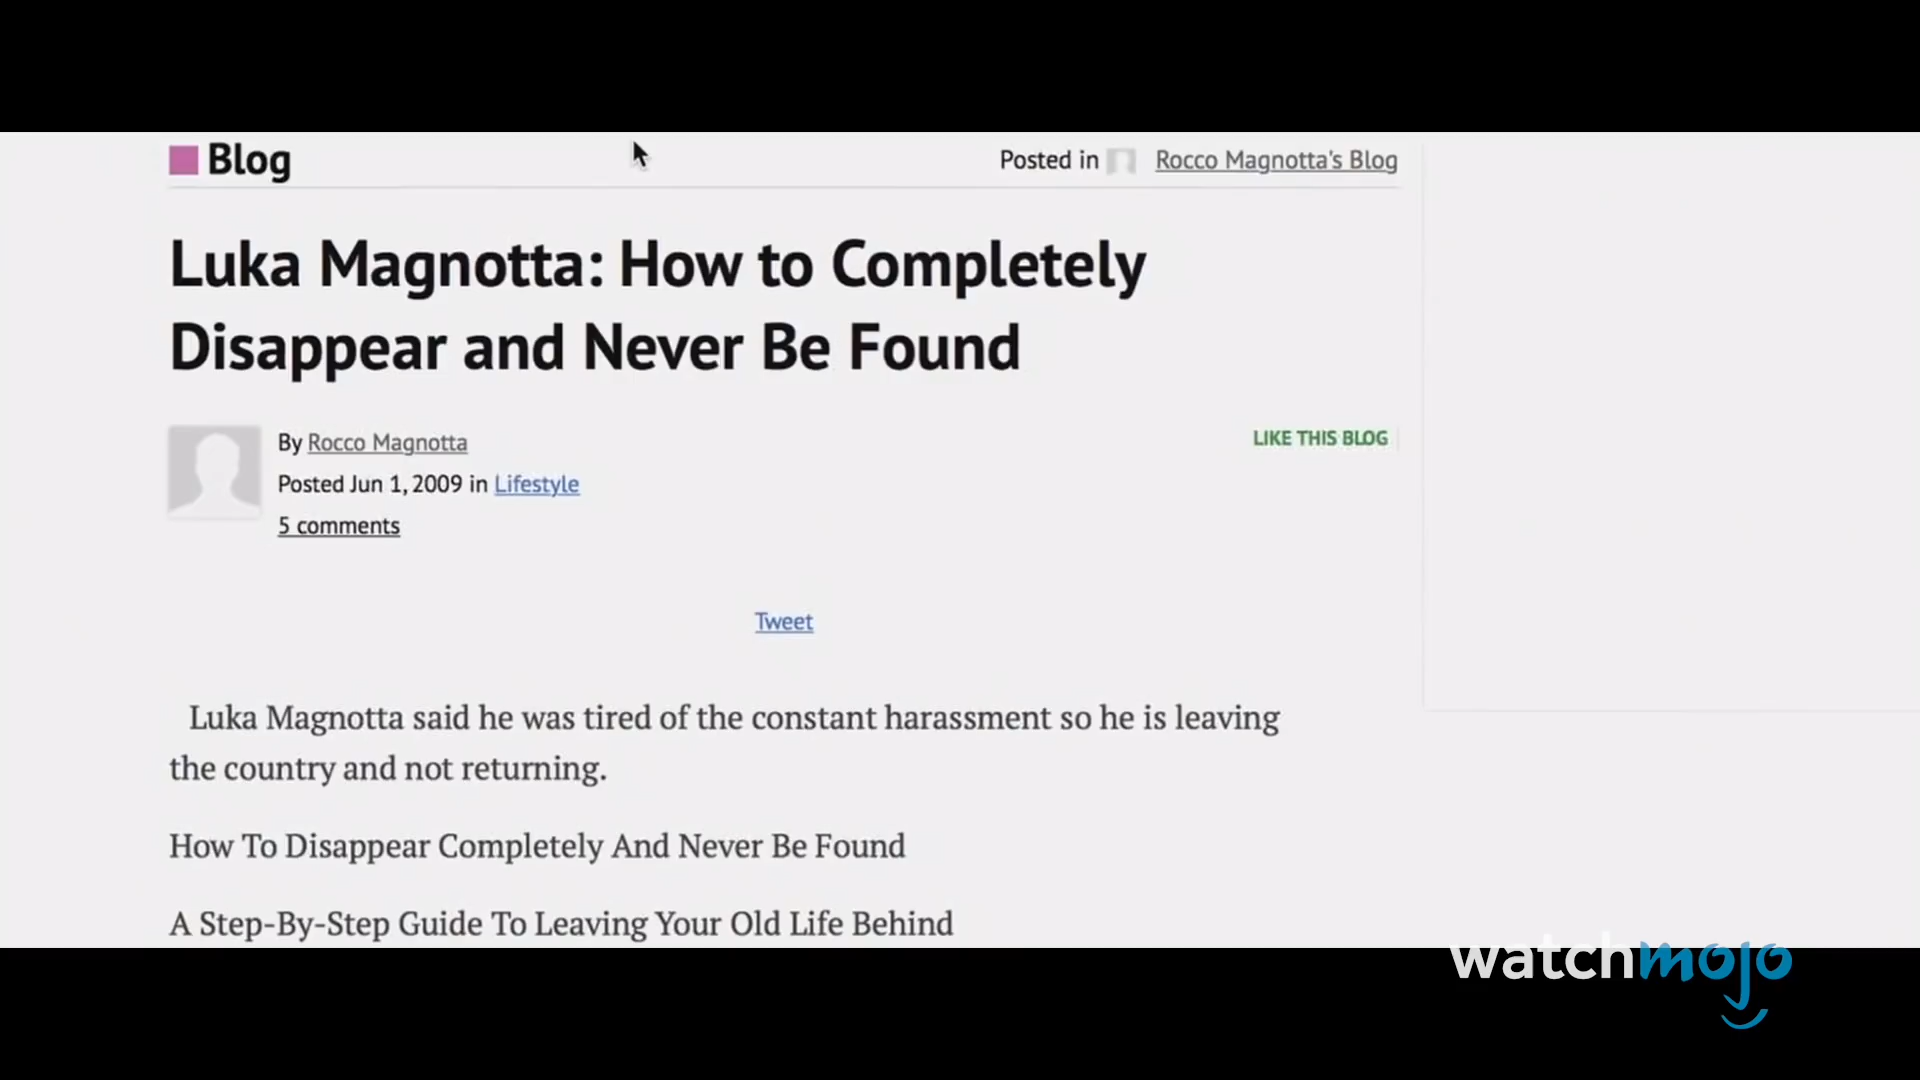 Blog
Posted in Rocco Magnotta's Blog
Luka Magnotta: How to Completely
Disappear and Never Be Found
By Rocco Magnotta
LIKE THIS BLOG
Posted Jun 1, 2009 in Lifestyle
5 comments
Tweet
Luka Magnotta said he was tired of the constant harassment so he is leaving
the country and not returning.
How To Disappear Completely And Never Be Found
A Step-By-Step Guide To Leaving Your Old Life Behind
watchmojo